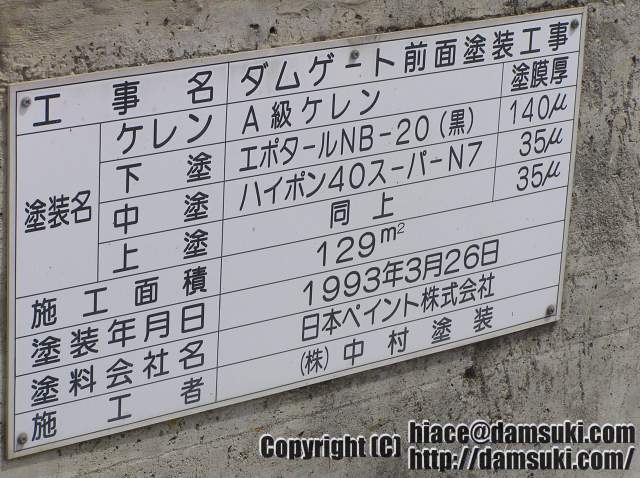 工事名 ダムゲート前面塗装工事
塗装名 ケレン A級ケレン 塗膜厚
下塗 エポタールNB-20(黒) 140μ
中塗 ハイポン40スーパーN7 35μ
上塗 同上 35μ
施工面積 129m²
塗装年月日 1993年3月26日
塗料会社名 日本ペイント株式会社
施工者 (株)中村塗装
Copyright (C) hiace@damsuki.com
http://damsuki.com/